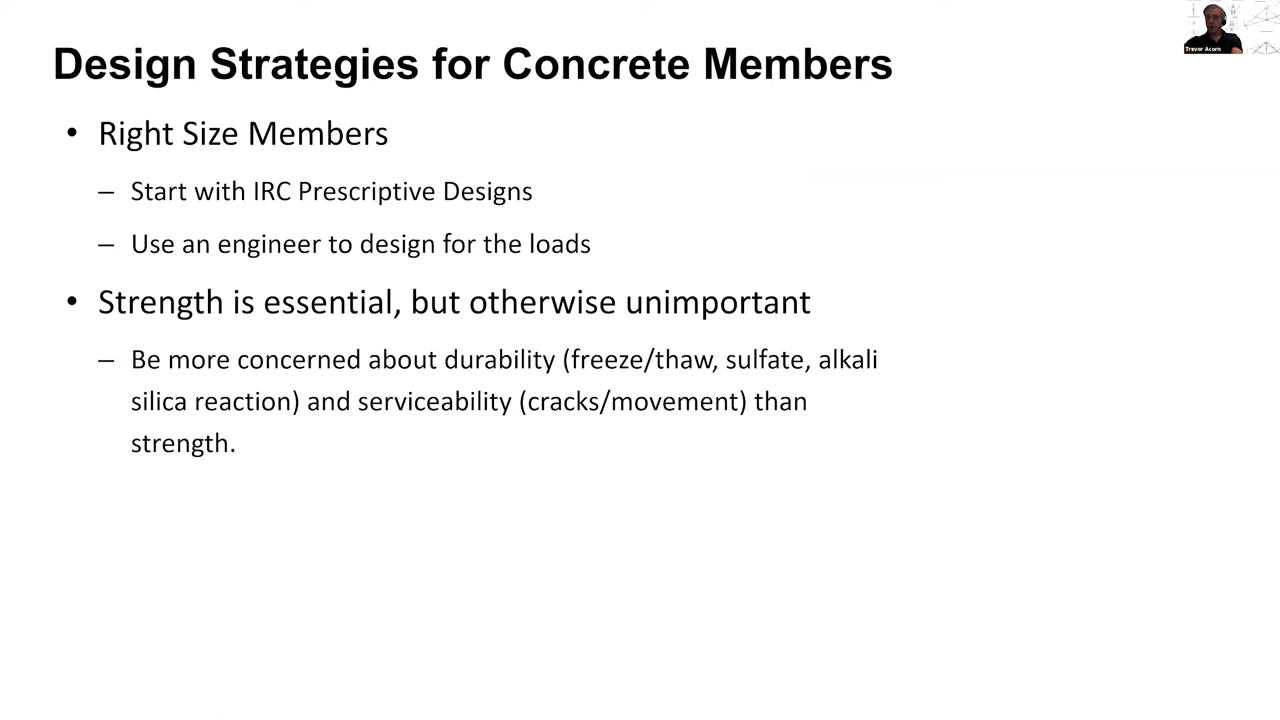 Design Strategies for Concrete Members
• Right Size Members
– Start with IRC Prescriptive Designs
– Use an engineer to design for the loads
• Strength is essential, but otherwise unimportant
– Be more concerned about durability (freeze/thaw, sulfate, alkali
silica reaction) and serviceability (cracks/movement) than
strength.
Trevor Acorn